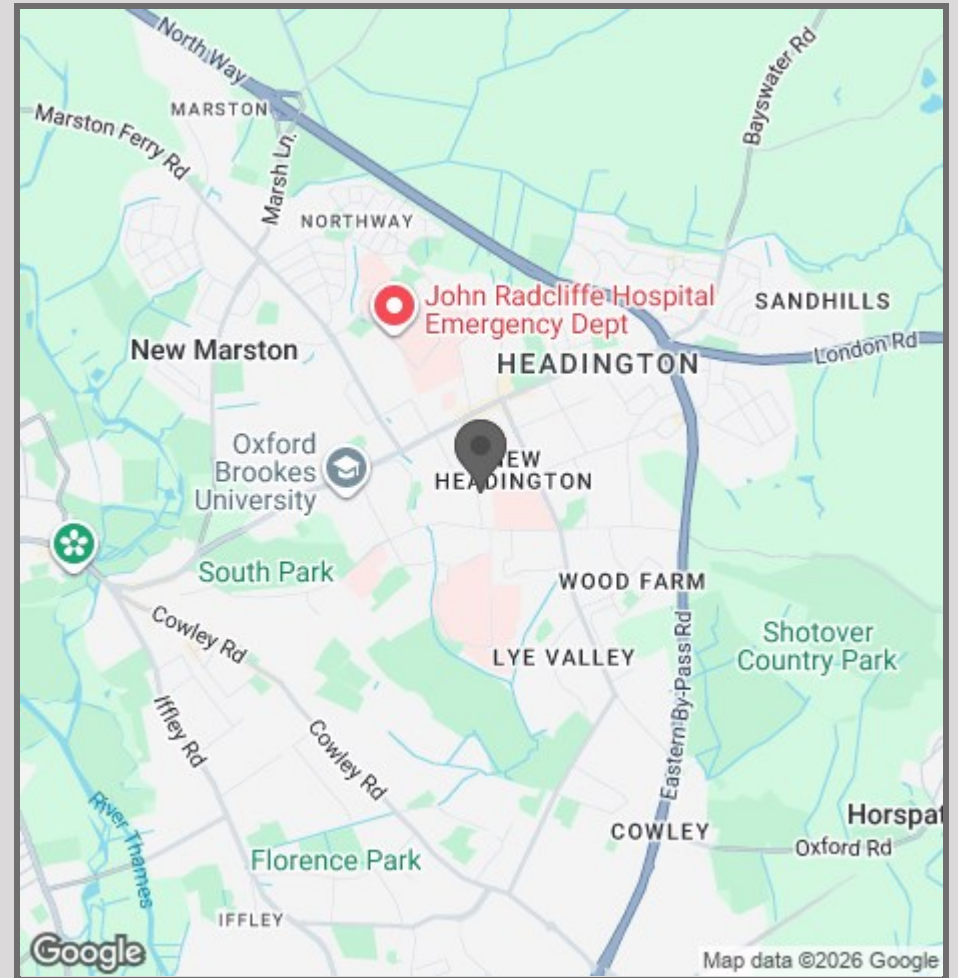 North Way
Bayswater Rd
MARSTON
Marston Ferry Rd
Marsh Ln.
NORTHWAY
John Radcliffe Hospital
Emergency Dept
SANDHILLS
New Marston
HEADINGTON
London Rd
Oxford
Brookes
University
NEW
HEADINGTON
South Park
WOOD FARM
Cowley Rd
Shotover
Country Park
LYE VALLEY
Eastern By-Pass Rd
Iffley Rd
Cowley Rd
River Thames
Horspat
COWLEY
Oxford Rd
Florence Park
IFFLEY
Google
Map data ©2026 Google